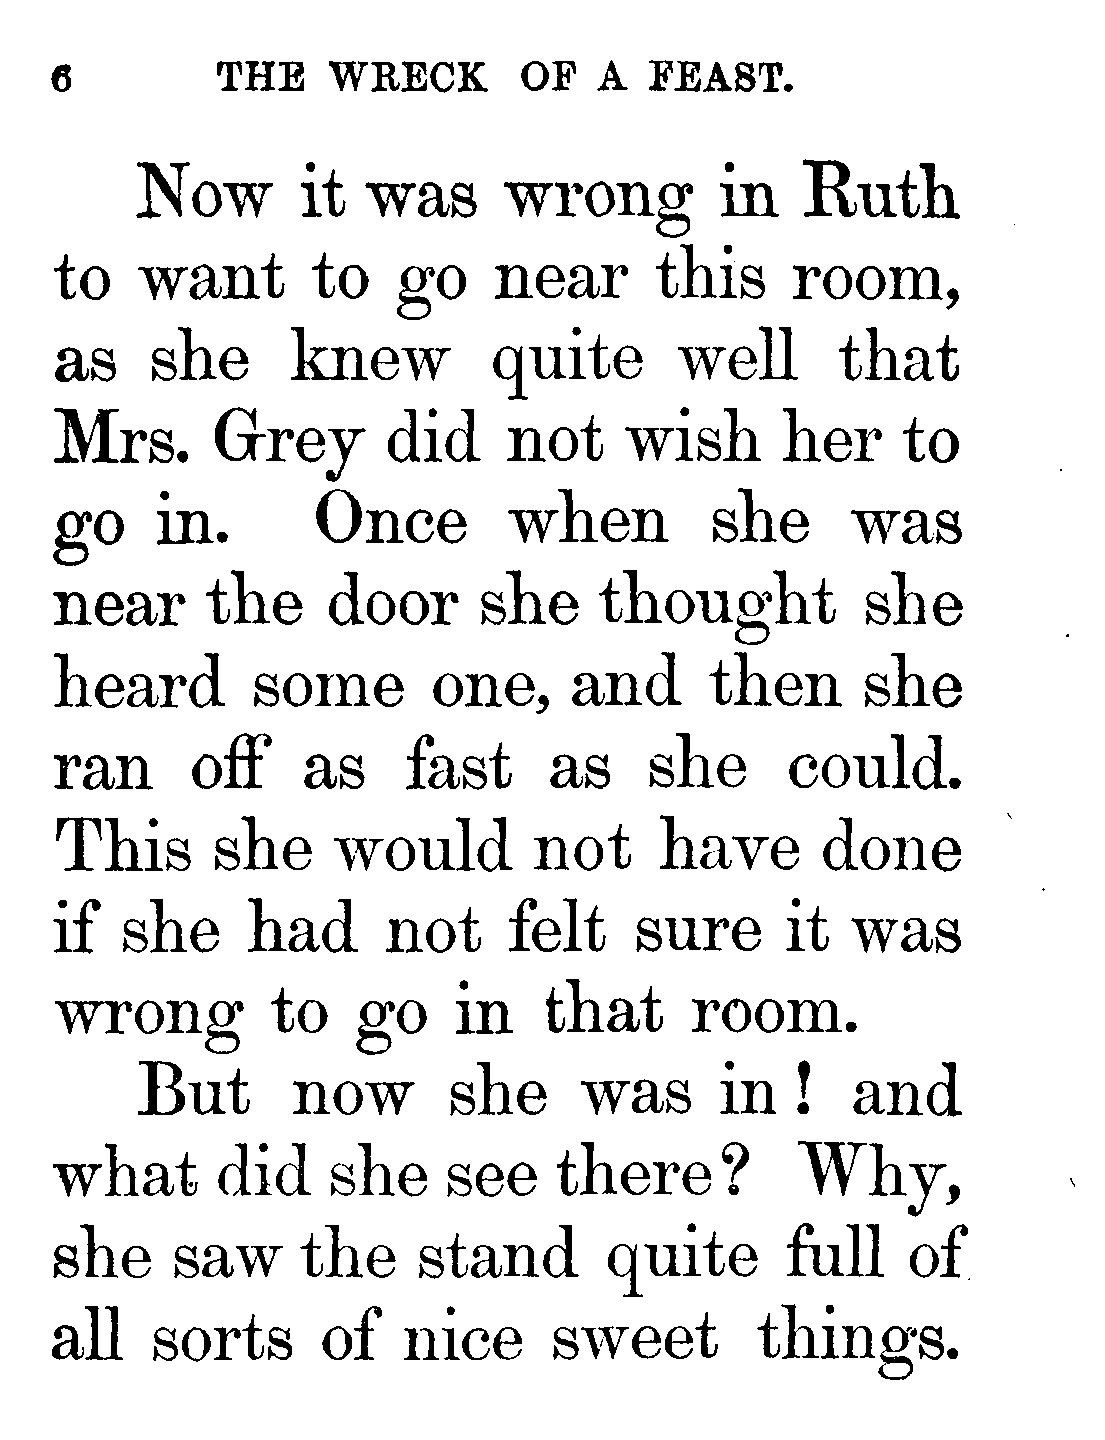 6 THE WRECK OF A FEAST.
Now it was wrong in Ruth
to want to go near this room,
as she knew quite well that
Mrs. Grey did not wish her to
go in. Once when she was
near the door she thought she
heard some one, and then she
ran off as fast as she could.
This she would not have done
if she had not felt sure it was
wrong to go in that room.
But now she was in! and
what did she see there? Why,
she saw the stand quite full of
all sorts of nice sweet things.